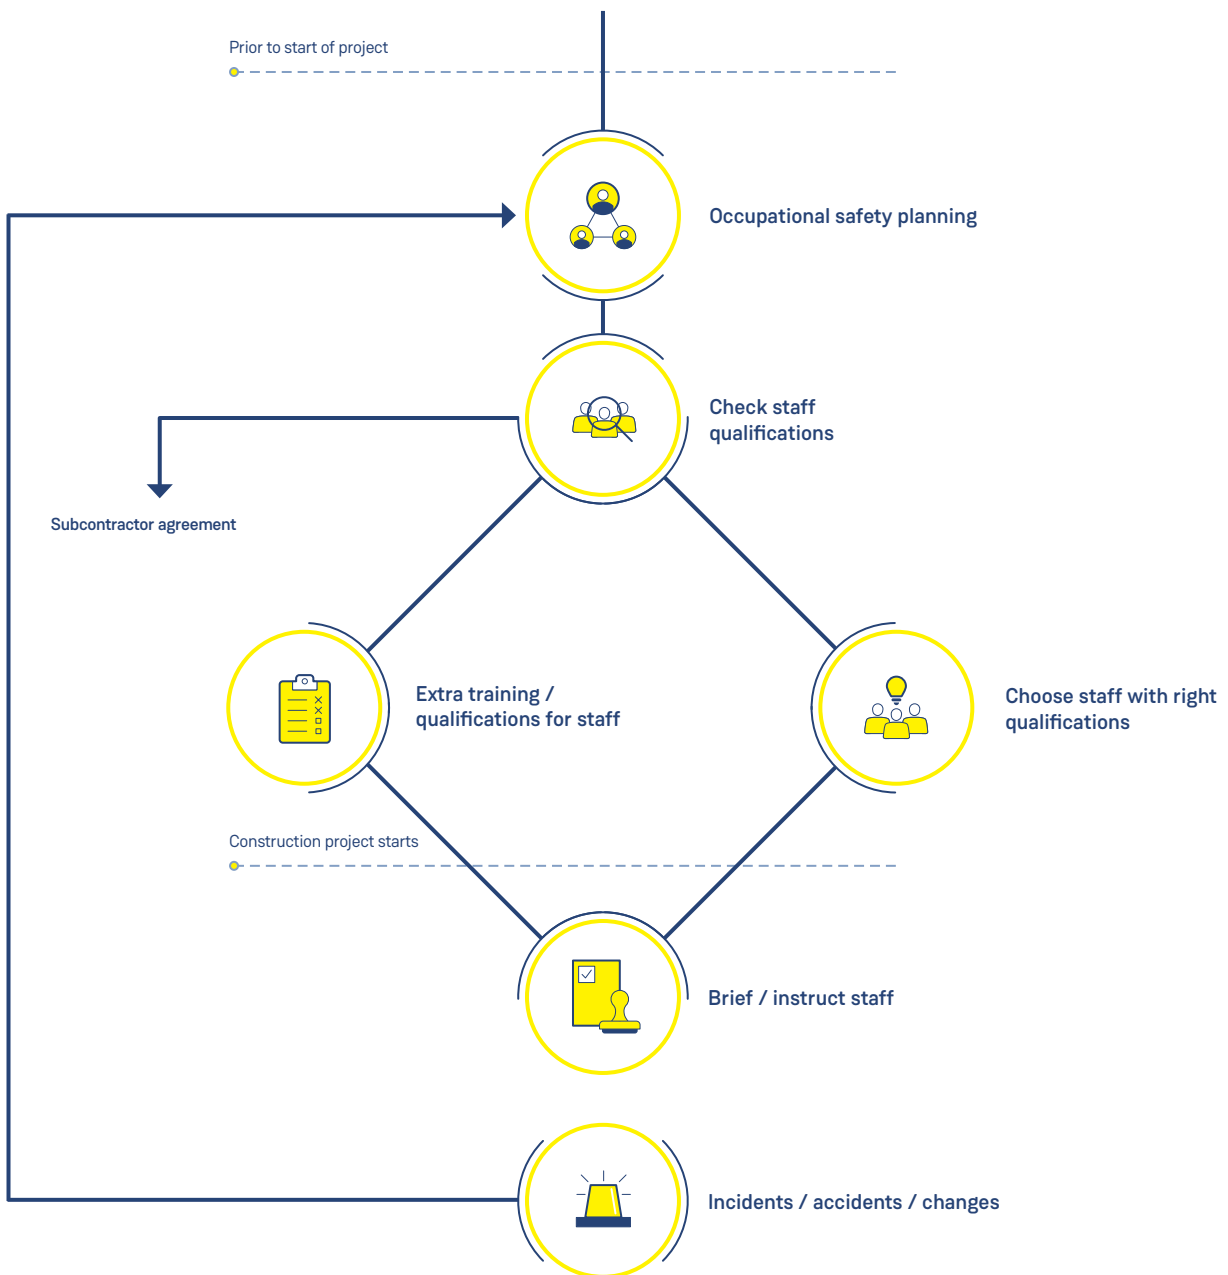 Prior to start of project
Occupational safety planning
Check staff
qualifications
Subcontractor agreement
Extra training /
qualifications for staff
Choose staff with right
qualifications
Construction project starts
Brief / instruct staff
Incidents / accidents / changes